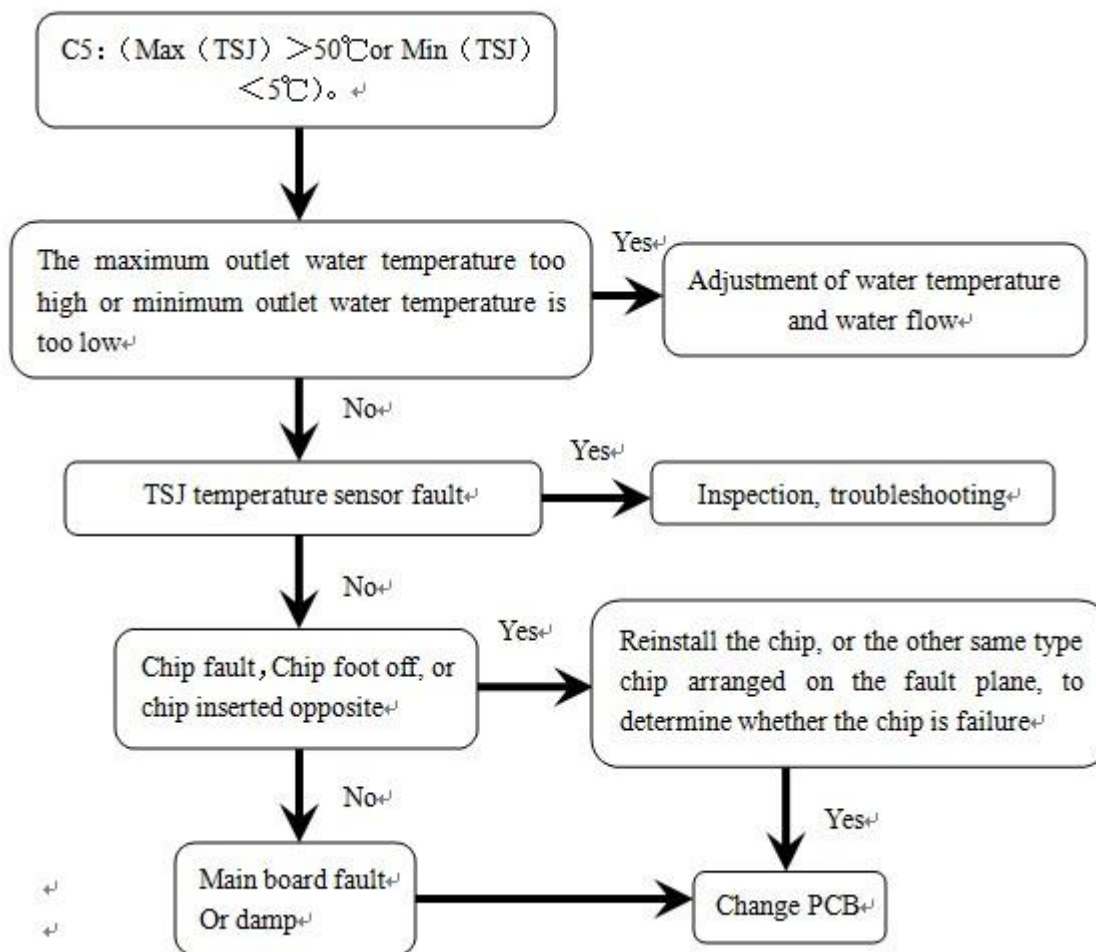 C5：（Max（TSJ）＞50℃or Min（TSJ）
＜5℃）。↵
The maximum outlet water temperature too
high or minimum outlet water temperature is
too low↵
Yes↵
Adjustment of water temperature
and water flow↵
No↵
TSJ temperature sensor fault↵
Yes↵
Inspection, troubleshooting↵
No↵
Chip fault，Chip foot off, or
chip inserted opposite↵
Yes↵
Reinstall the chip, or the other same type
chip arranged on the fault plane, to
determine whether the chip is failure↵
No↵
Yes↵
Main board fault↵
Or damp↵
Change PCB↵
↵
↵